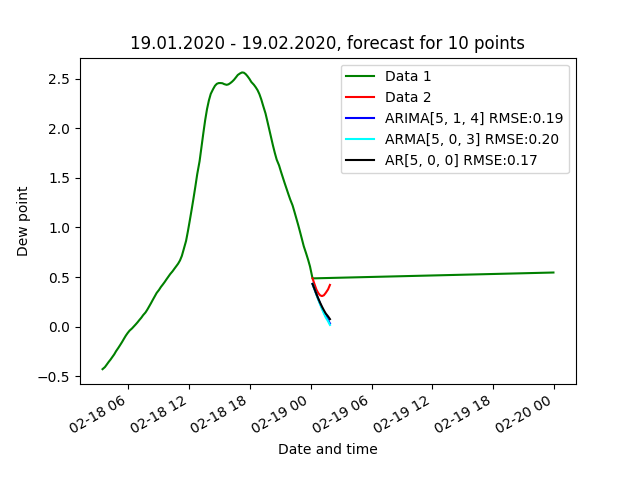 19.01.2020 - 19.02.2020, forecast for 10 points
Data 1
Data 2
ARIMA[5, 1, 4] RMSE:0.19
ARMA[5, 0, 3] RMSE:0.20
AR[5, 0, 0] RMSE:0.17
Dew point
2.5
2.0
1.5
1.0
0.5
0.0
−0.5
02-18 06
02-18 12
02-18 18
02-19 00
02-19 06
02-19 12
02-19 18
02-20 00
Date and time